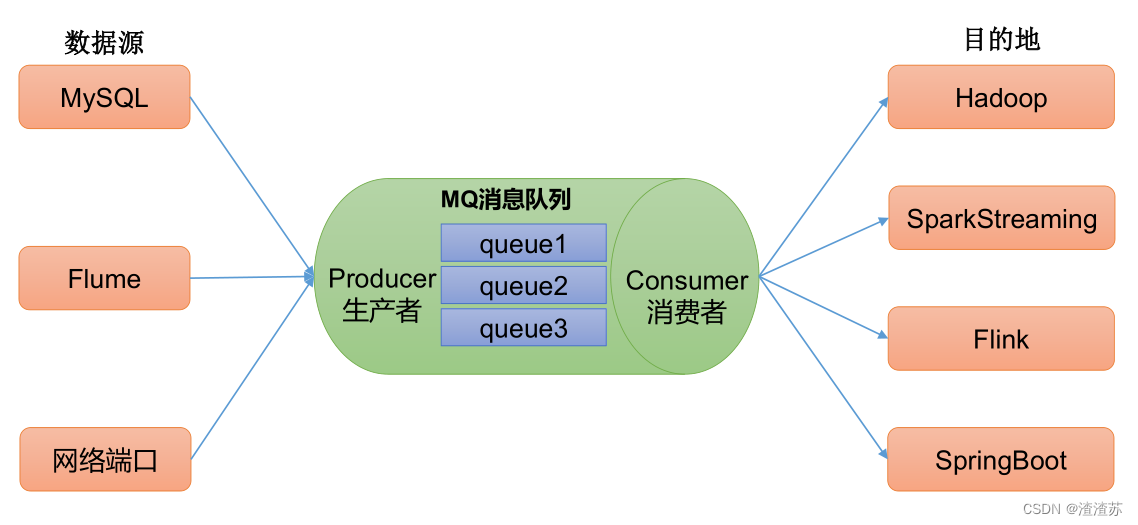 数据源
MySQL
Flume
网络端口
MQ消息队列
queue1
queue2
queue3
Producer
生产者
Consumer
消费者
目的地
Hadoop
SparkStreaming
Flink
SpringBoot
CSDN @渣渣苏